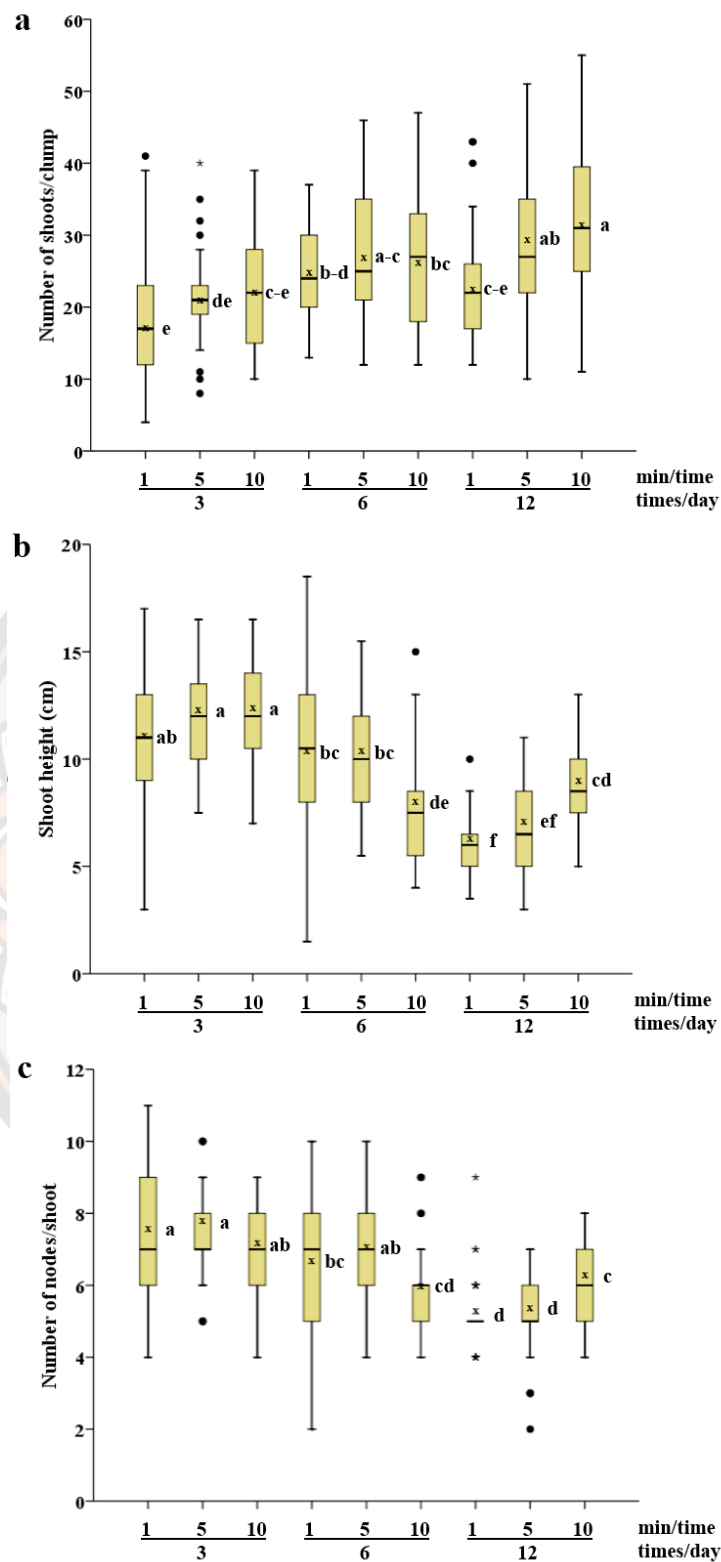 a
60
50
40
30
20
10
0
Number of shoots/clump
e
de
c-e
b-d
a-c
bc
c-e
ab
a
1 5 10 1 5 10 1 5 10 min/time
3 6 12 times/day
b
20
15
10
5
0
Shoot height (cm)
ab
a
a
bc
bc
de
f
ef
cd
1 5 10 1 5 10 1 5 10 min/time
3 6 12 times/day
c
12
10
8
6
4
2
0
Number of nodes/shoot
a
a
ab
bc
ab
cd
d
d
c
1 5 10 1 5 10 1 5 10 min/time
3 6 12 times/day